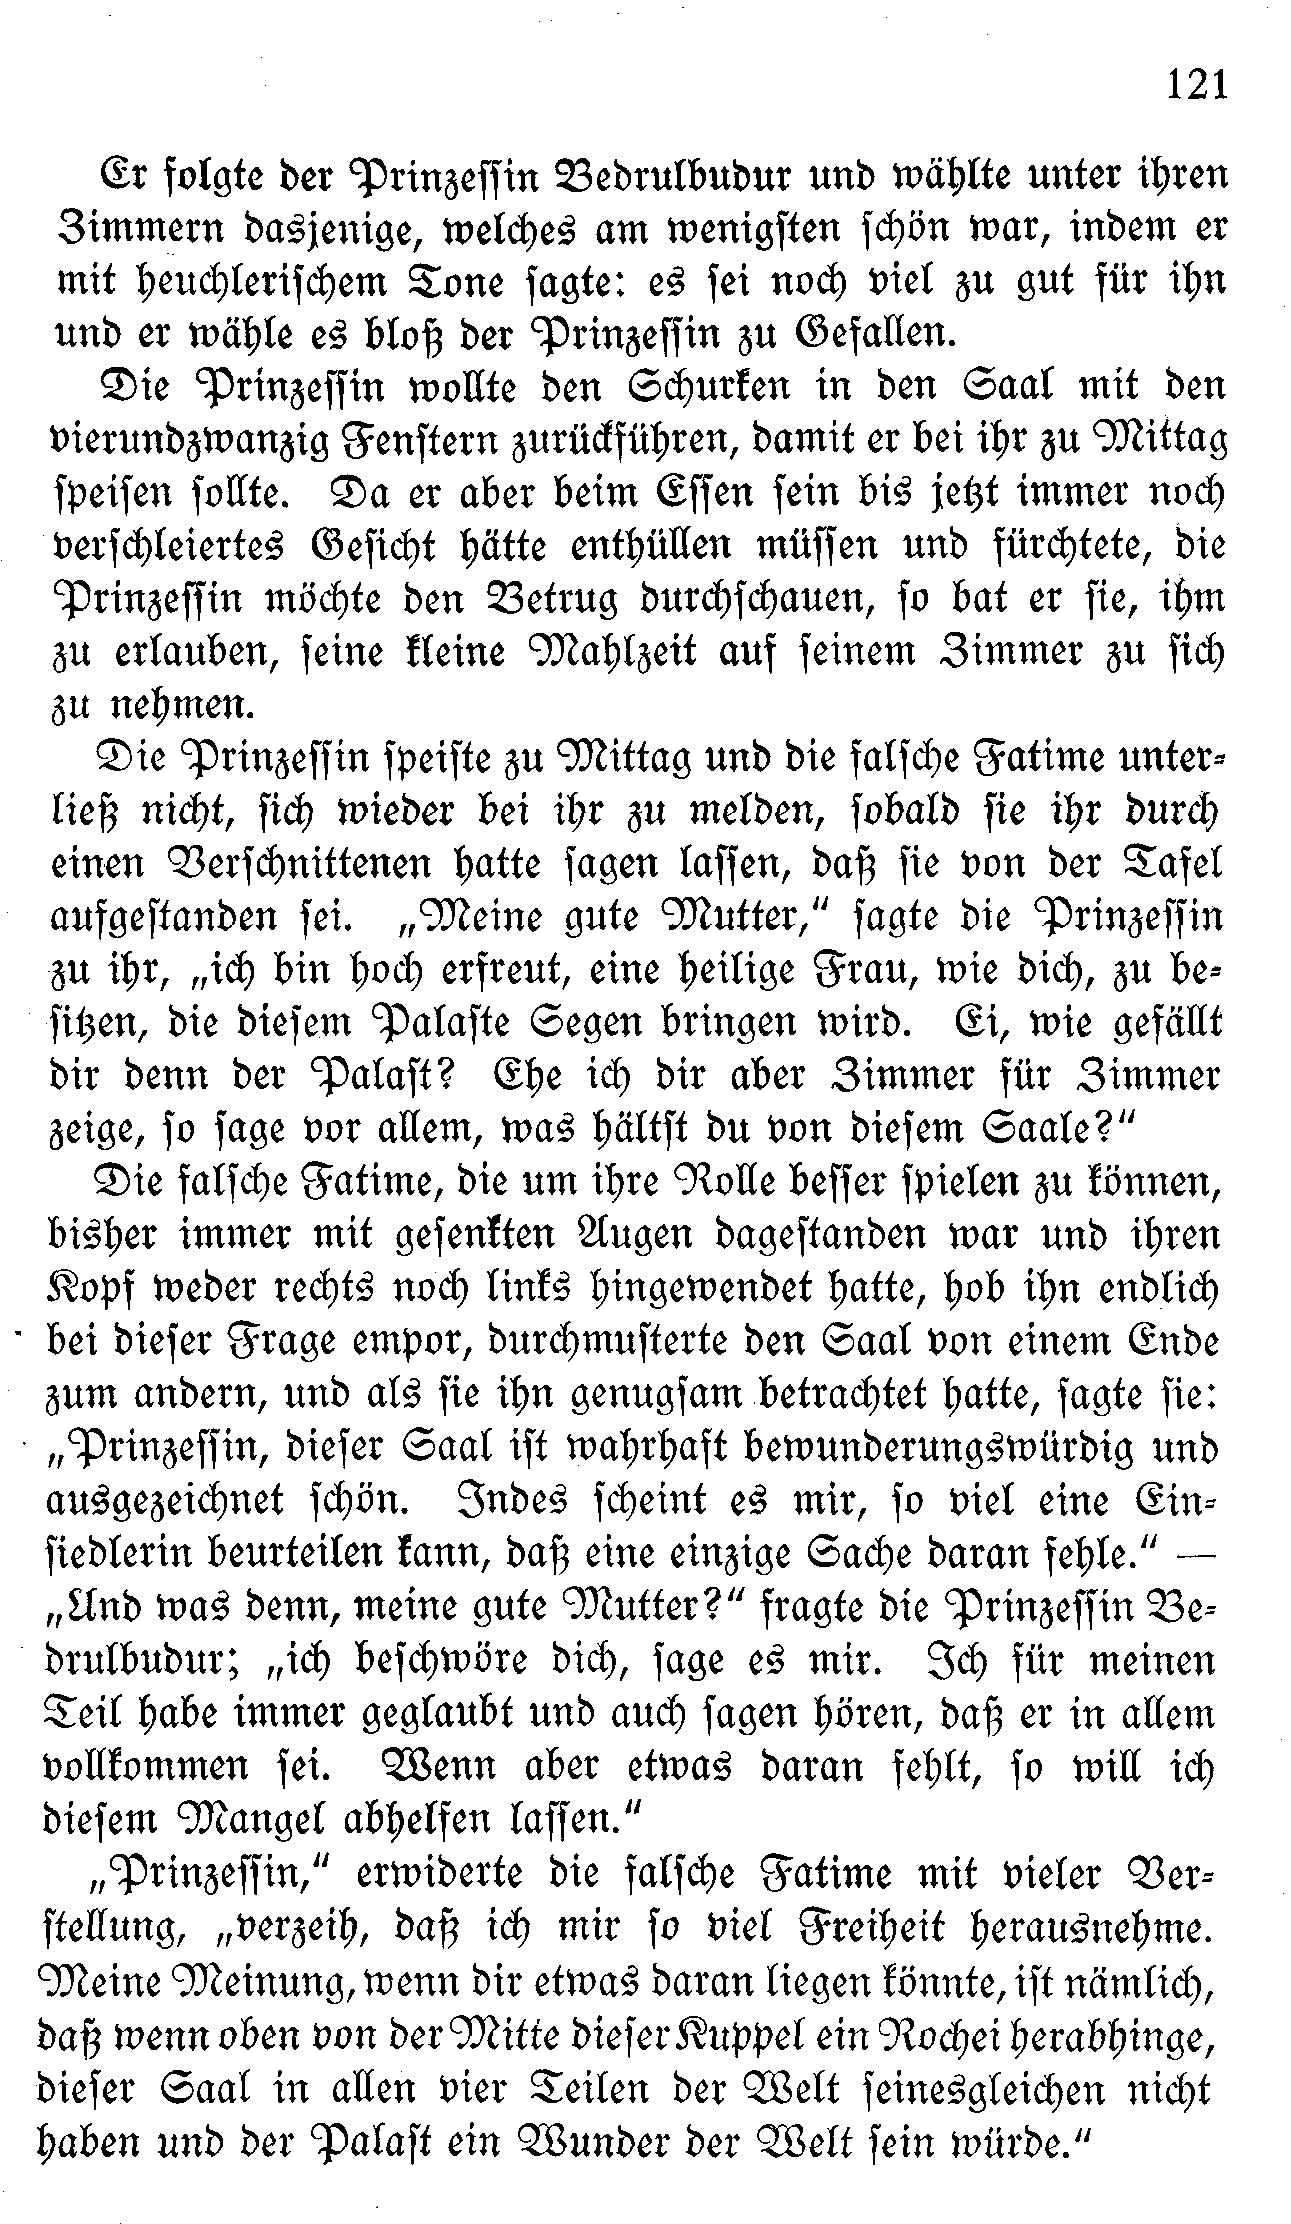 121
Er folgte der Prinzessin Bedrulbudur und wählte unter ihren
Zimmern dasjenige, welches am wenigsten schön war, indem er
mit heuchlerischem Tone sagte: es sei noch viel zu gut für ihn
und er wähle es bloß der Prinzessin zu Gefallen.
Die Prinzessin wollte den Schurken in den Saal mit den
vierundzwanzig Fenstern zurückführen, damit er bei ihr zu Mittag
speisen sollte. Da er aber beim Essen sein bis jetzt immer noch
verschleiertes Gesicht hätte enthüllen müssen und fürchtete, die
Prinzessin möchte den Betrug durchschauen, so bat er sie, ihm
zu erlauben, seine kleine Mahlzeit auf seinem Zimmer zu sich
zu nehmen.
Die Prinzessin speiste zu Mittag und die falsche Fatime unter-
ließ nicht, sich wieder bei ihr zu melden, sobald sie ihr durch
einen Verschnittenen hatte sagen lassen, daß sie von der Tafel
aufgestanden sei. „Meine gute Mutter,“ sagte die Prinzessin
zu ihr, „ich bin hoch erfreut, eine heilige Frau, wie dich, zu be-
sitzen, die diesem Palaste Segen bringen wird. Ei, wie gefällt
dir denn der Palast? Ehe ich dir aber Zimmer für Zimmer
zeige, so sage vor allem, was hältst du von diesem Saale?“
Die falsche Fatime, die um ihre Rolle besser spielen zu können,
bisher immer mit gesenkten Augen dagestanden war und ihren
Kopf weder rechts noch links hingewendet hatte, hob ihn endlich
bei dieser Frage empor, durchmusterte den Saal von einem Ende
zum andern, und als sie ihn genugsam betrachtet hatte, sagte sie:
„Prinzessin, dieser Saal ist wahrhaft bewunderungswürdig und
ausgezeichnet schön. Indes scheint es mir, so viel eine Ein-
siedlerin beurteilen kann, daß eine einzige Sache daran fehle.“ —
„Und was denn, meine gute Mutter?“ fragte die Prinzessin Be-
drulbudur; „ich beschwöre dich, sage es mir. Ich für meinen
Teil habe immer geglaubt und auch sagen hören, daß er in allem
vollkommen sei. Wenn aber etwas daran fehlt, so will ich
diesem Mangel abhelfen lassen.“
„Prinzessin,“ erwiderte die falsche Fatime mit vieler Ver-
stellung, „verzeih, daß ich mir so viel Freiheit herausnehme.
Meine Meinung, wenn dir etwas daran liegen könnte, ist nämlich,
daß wenn oben von der Mitte dieser Kuppel ein Rochei herabhinge,
dieser Saal in allen vier Teilen der Welt seinesgleichen nicht
haben und der Palast ein Wunder der Welt sein würde.“